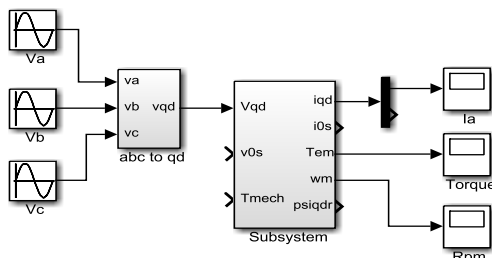 Va
Vb
Vc
va
vb
vc
vqd
abc to qd
Vqd
v0s
Tmech
iqd
i0s
Tem
wm
psiqdr
Subsystem
Ia
Torque
Rpm